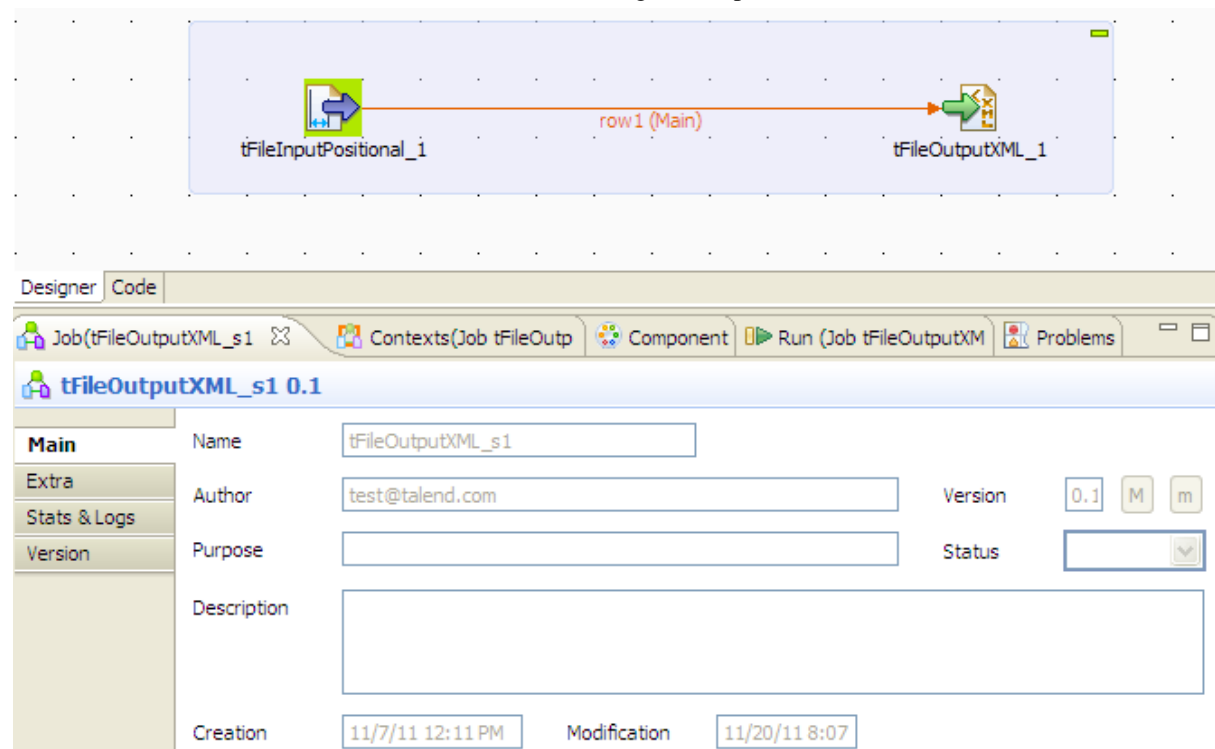 row1 (Main)
tFileInputPositional_1
tFileOutputXML_1
Designer Code
Job(tFileOutputXML_s1 Contexts(Job tFileOutp Component Run (Job tFileOutputXM Problems
tFileOutputXML_s1 0.1
Main
Name tFileOutputXML_s1
Extra
Author test@talend.com Version 0.1 M m
Stats & Logs
Version
Purpose Status
Description
Creation 11/7/11 12:11 PM Modification 11/20/11 8:07